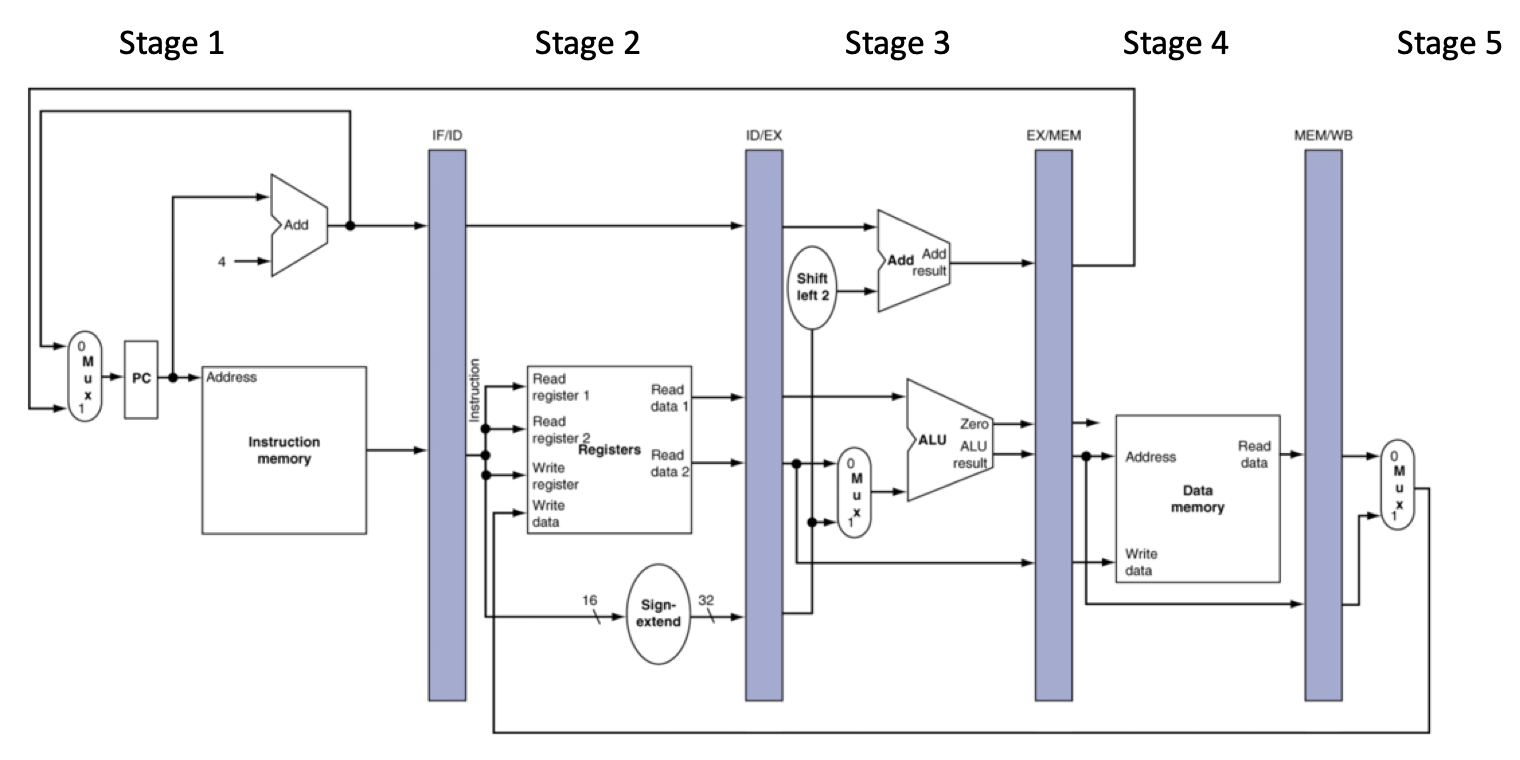 Stage 1
Stage 2
Stage 3
Stage 4
Stage 5
IF/ID
ID/EX
EX/MEM
MEM/WB
Add
4
0
M
u
x
1
PC
Address
Instruction
memory
Instruction
Read
register 1
Read
register 2
Write
register
Write
data
Registers
Read
data 1
Read
data 2
16
Sign-
extend
32
Shift
left 2
Add
Add
result
0
M
u
x
1
ALU
Zero
ALU
result
Address
Read
data
Data
memory
Write
data
0
M
u
x
1